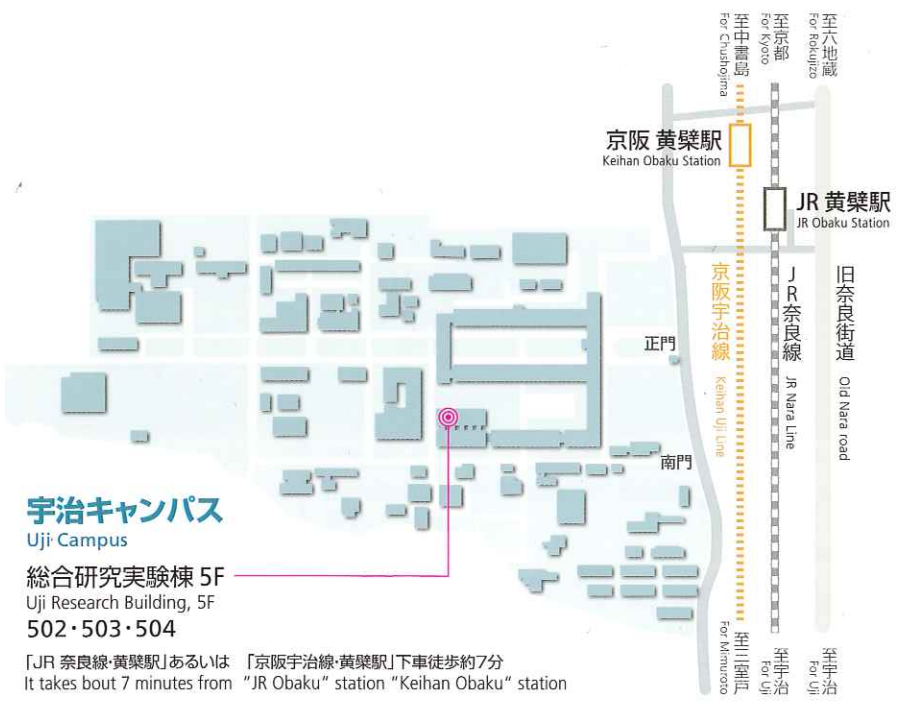 至中書島
For Chushojima
至京都
For Kyoto
至六地蔵
For Rokujizo
京阪 黄檗駅
Keihan Obaku Station
JR 黄檗駅
JR Obaku Station
京阪宇治線
Keihan Uji Line
JR奈良線
JR Nara Line
旧奈良街道
Old Nara road
正門
南門
宇治キャンパス
Uji Campus
総合研究実験棟 5F
Uji Research Building, 5F
502・503・504
「JR 奈良線・黄檗駅」あるいは 「京阪宇治線・黄檗駅」下車徒歩約7分
It takes bout 7 minutes from "JR Obaku" station "Keihan Obaku" station
至三室戸
For Mimuroto
至宇治
For Uji
至宇治
For Uji